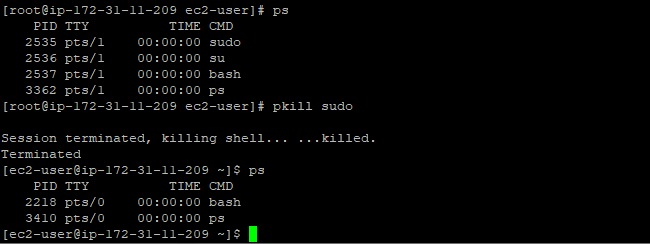 [root@ip-172-31-11-209 ec2-user]# ps
    PID TTY          TIME CMD
   2535 pts/1    00:00:00 sudo
   2536 pts/1    00:00:00 su
   2537 pts/1    00:00:00 bash
   3362 pts/1    00:00:00 ps
[root@ip-172-31-11-209 ec2-user]# pkill sudo

Session terminated, killing shell... ...killed.
Terminated
[ec2-user@ip-172-31-11-209 ~]$ ps
    PID TTY          TIME CMD
   2218 pts/0    00:00:00 bash
   3410 pts/0    00:00:00 ps
[ec2-user@ip-172-31-11-209 ~]$